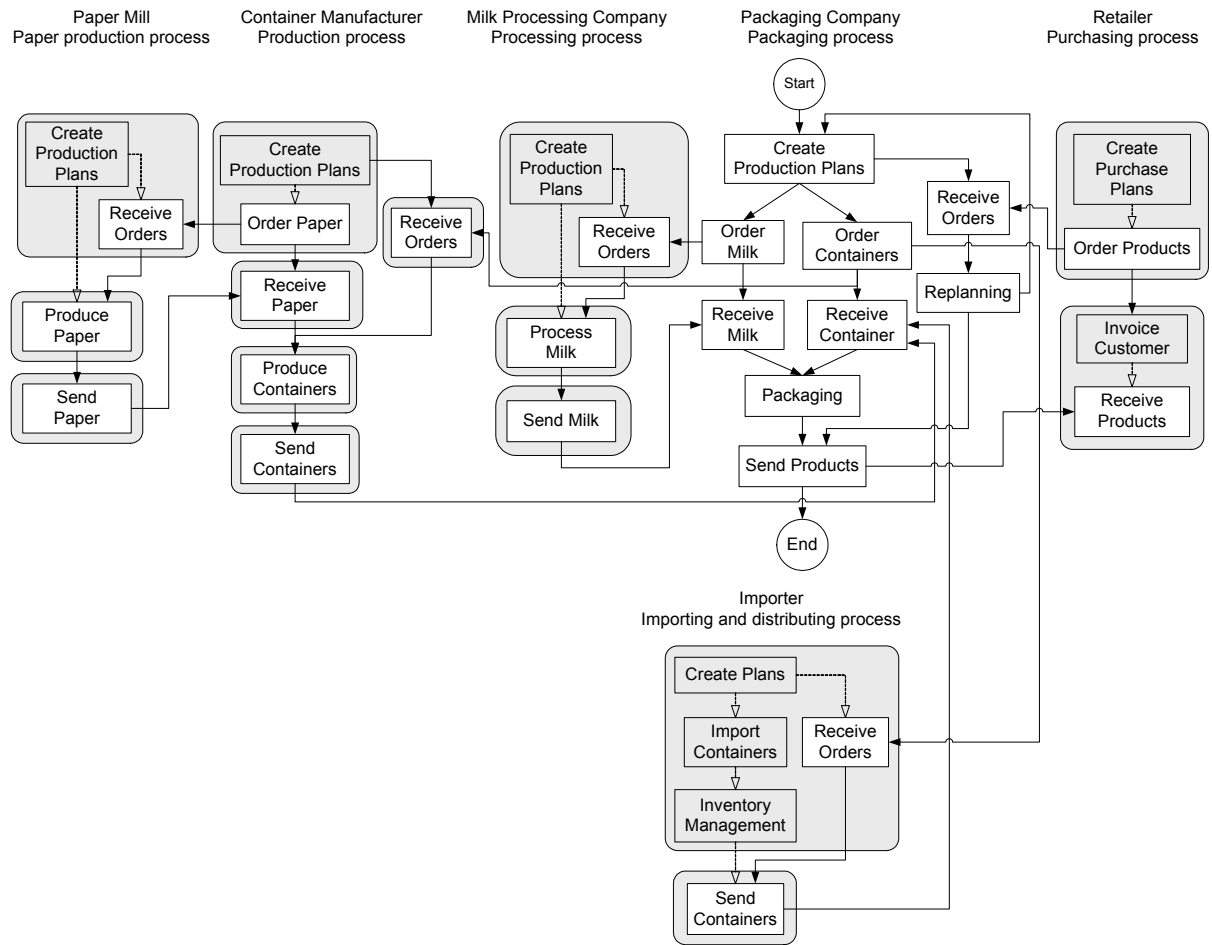 Paper Mill
Paper production process
Container Manufacturer
Production process
Milk Processing Company
Processing process
Packaging Company
Packaging process
Retailer
Purchasing process
Start
Create
Production
Plans
Receive
Orders
Produce
Paper
Send
Paper
Create
Production Plans
Order Paper
Receive
Orders
Receive
Paper
Produce
Containers
Send
Containers
Create
Production
Plans
Receive
Orders
Process
Milk
Send Milk
Create
Production Plans
Receive
Orders
Order
Milk
Order
Containers
Replanning
Receive
Milk
Receive
Container
Packaging
Send Products
End
Create
Purchase
Plans
Order Products
Invoice
Customer
Receive
Products
Importer
Importing and distributing process
Create Plans
Import
Containers
Receive
Orders
Inventory
Management
Send
Containers